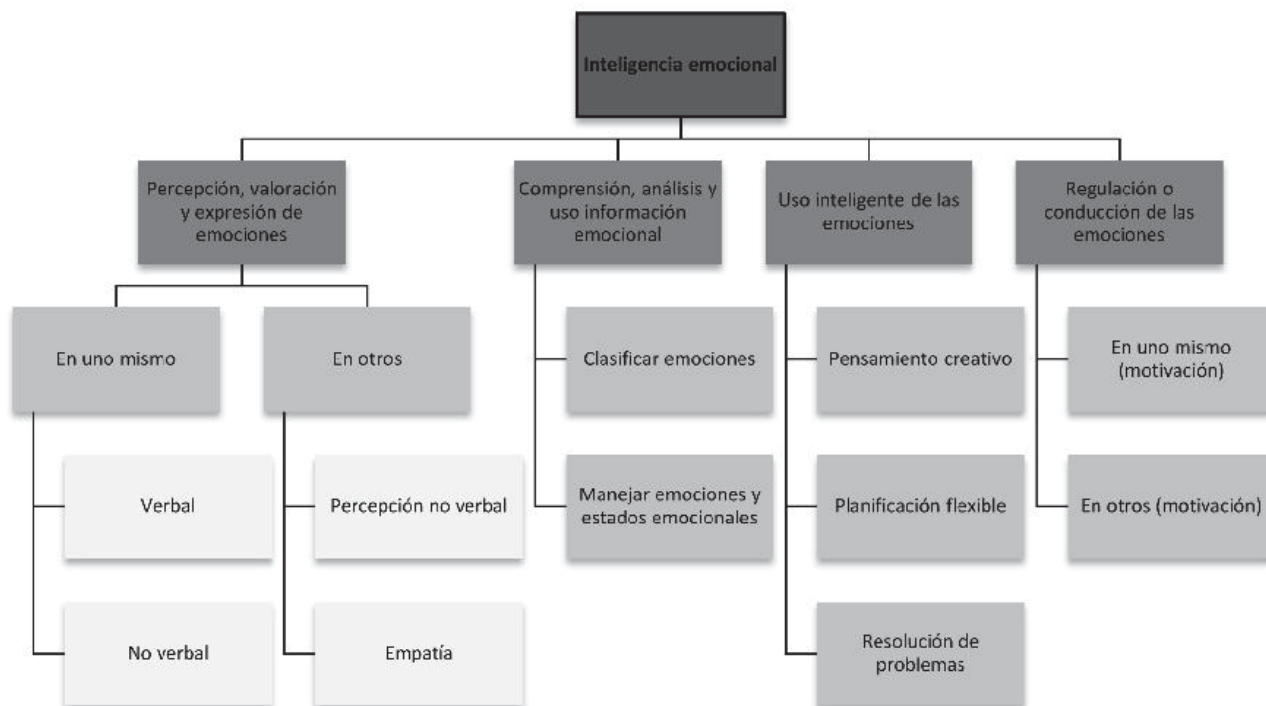 Inteligencia emocional
Percepción, valoración
y expresión de
emociones
Comprensión, análisis y
uso información
emocional
Uso inteligente de las
emociones
Regulación o
conducción de las
emociones
En uno mismo
En otros
Clasificar emociones
Pensamiento creativo
En uno mismo
(motivación)
Verbal
Percepción no verbal
Manejar emociones y
estados emocionales
Planificación flexible
En otros (motivación)
No verbal
Empatía
Resolución de
problemas